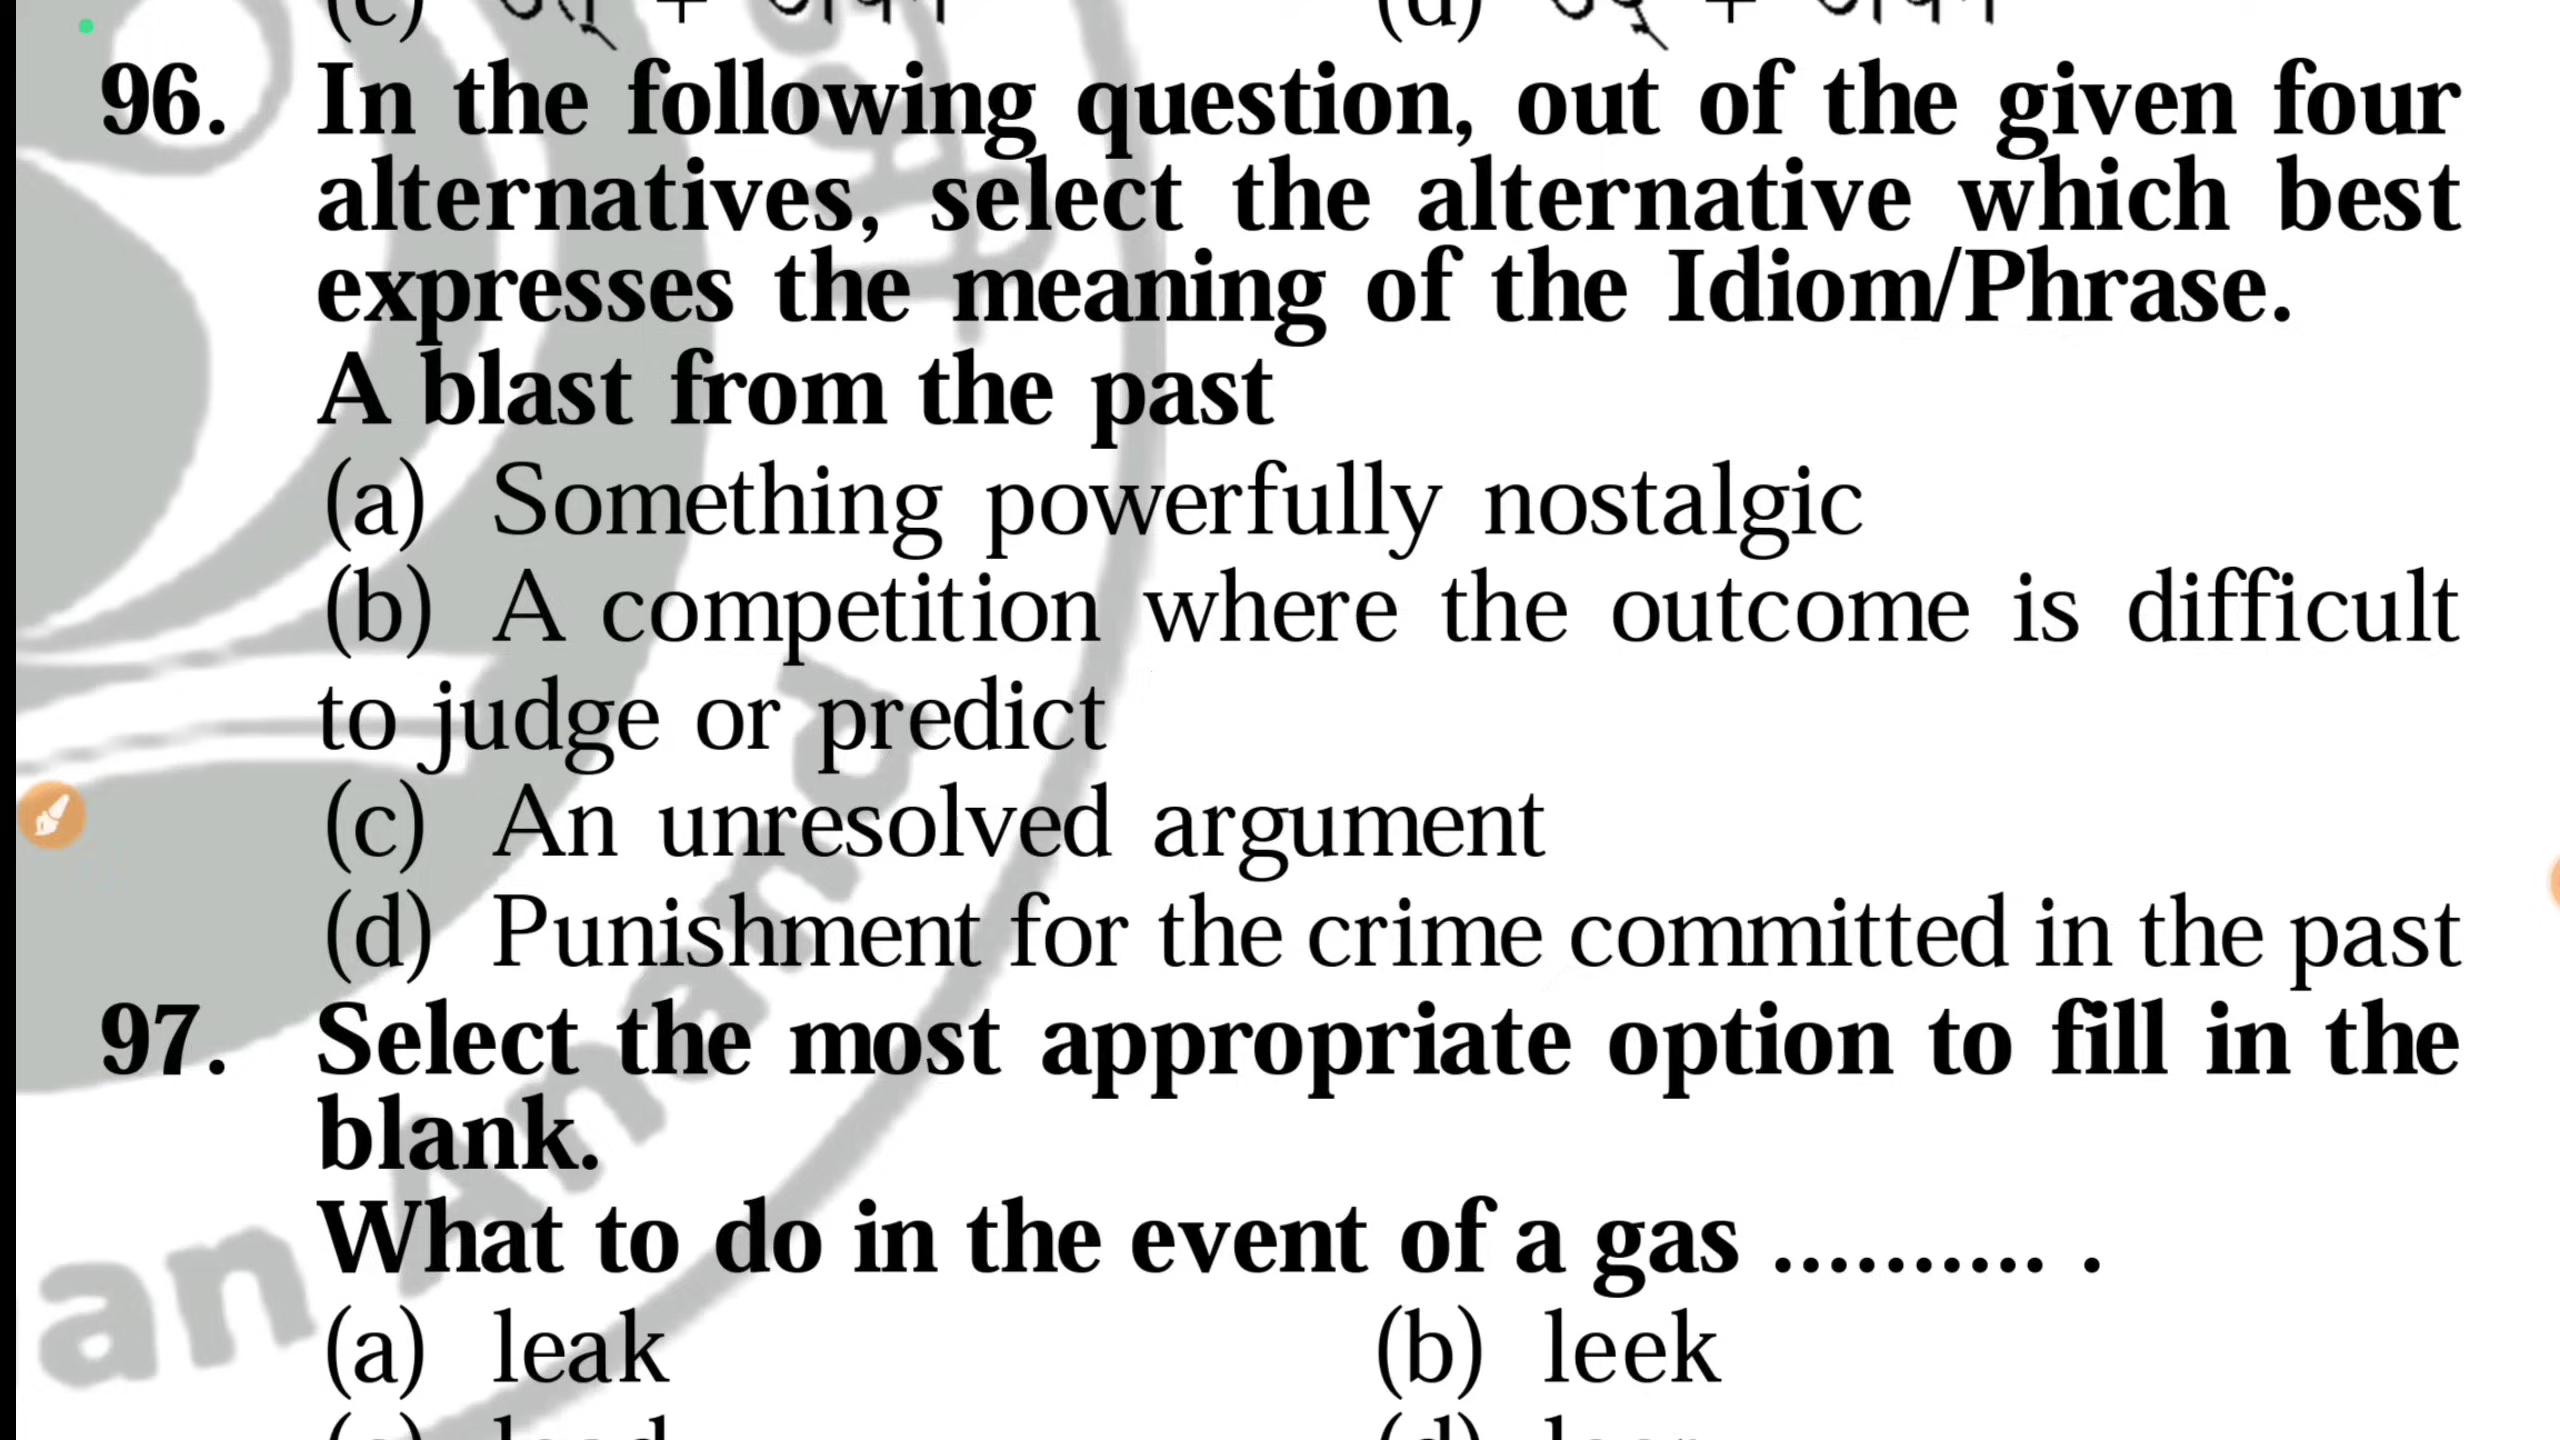 (c) + (d) +
96. In the following question, out of the given four
alternatives, select the alternative which best
expresses the meaning of the Idiom/Phrase.
A blast from the past
(a) Something powerfully nostalgic
(b) A competition where the outcome is difficult
to judge or predict
(c) An unresolved argument
(d) Punishment for the crime committed in the past
97. Select the most appropriate option to fill in the
blank.
What to do in the event of a gas .......... .
(a) leak (b) leek
an Anand